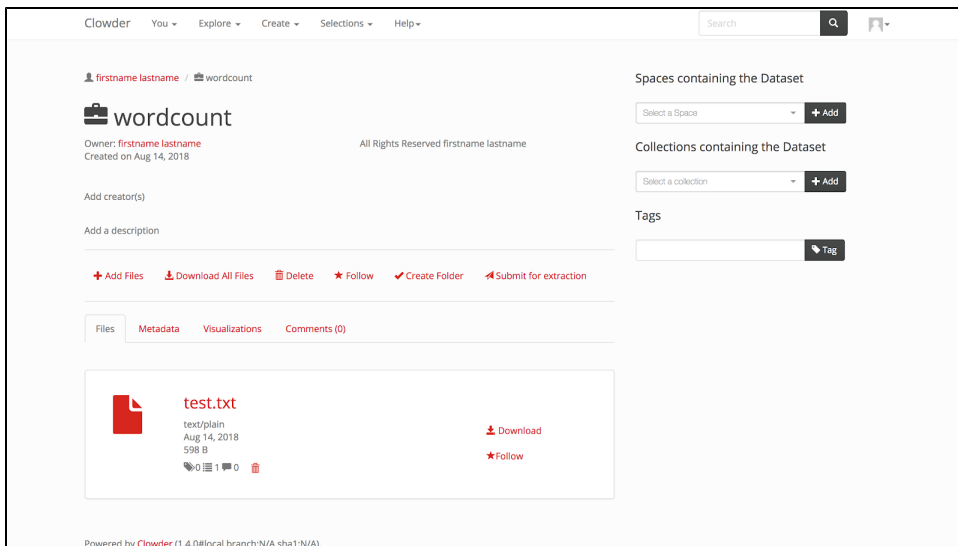 Clowder You Explore Create Selections Help Search
firstname lastname / wordcount
wordcount
Owner: firstname lastname All Rights Reserved firstname lastname
Created on Aug 14, 2018
Add creator(s)
Add a description
Add Files Download All Files Delete Follow Create Folder Submit for extraction
Files Metadata Visualizations Comments (0)
test.txt
text/plain
Aug 14, 2018
598 B
0 1 0
Download
Follow
Powered by Clowder (1.4.0#local branch:N/A sha1:N/A)
Spaces containing the Dataset
Select a Space Add
Collections containing the Dataset
Select a collection Add
Tags
Tag